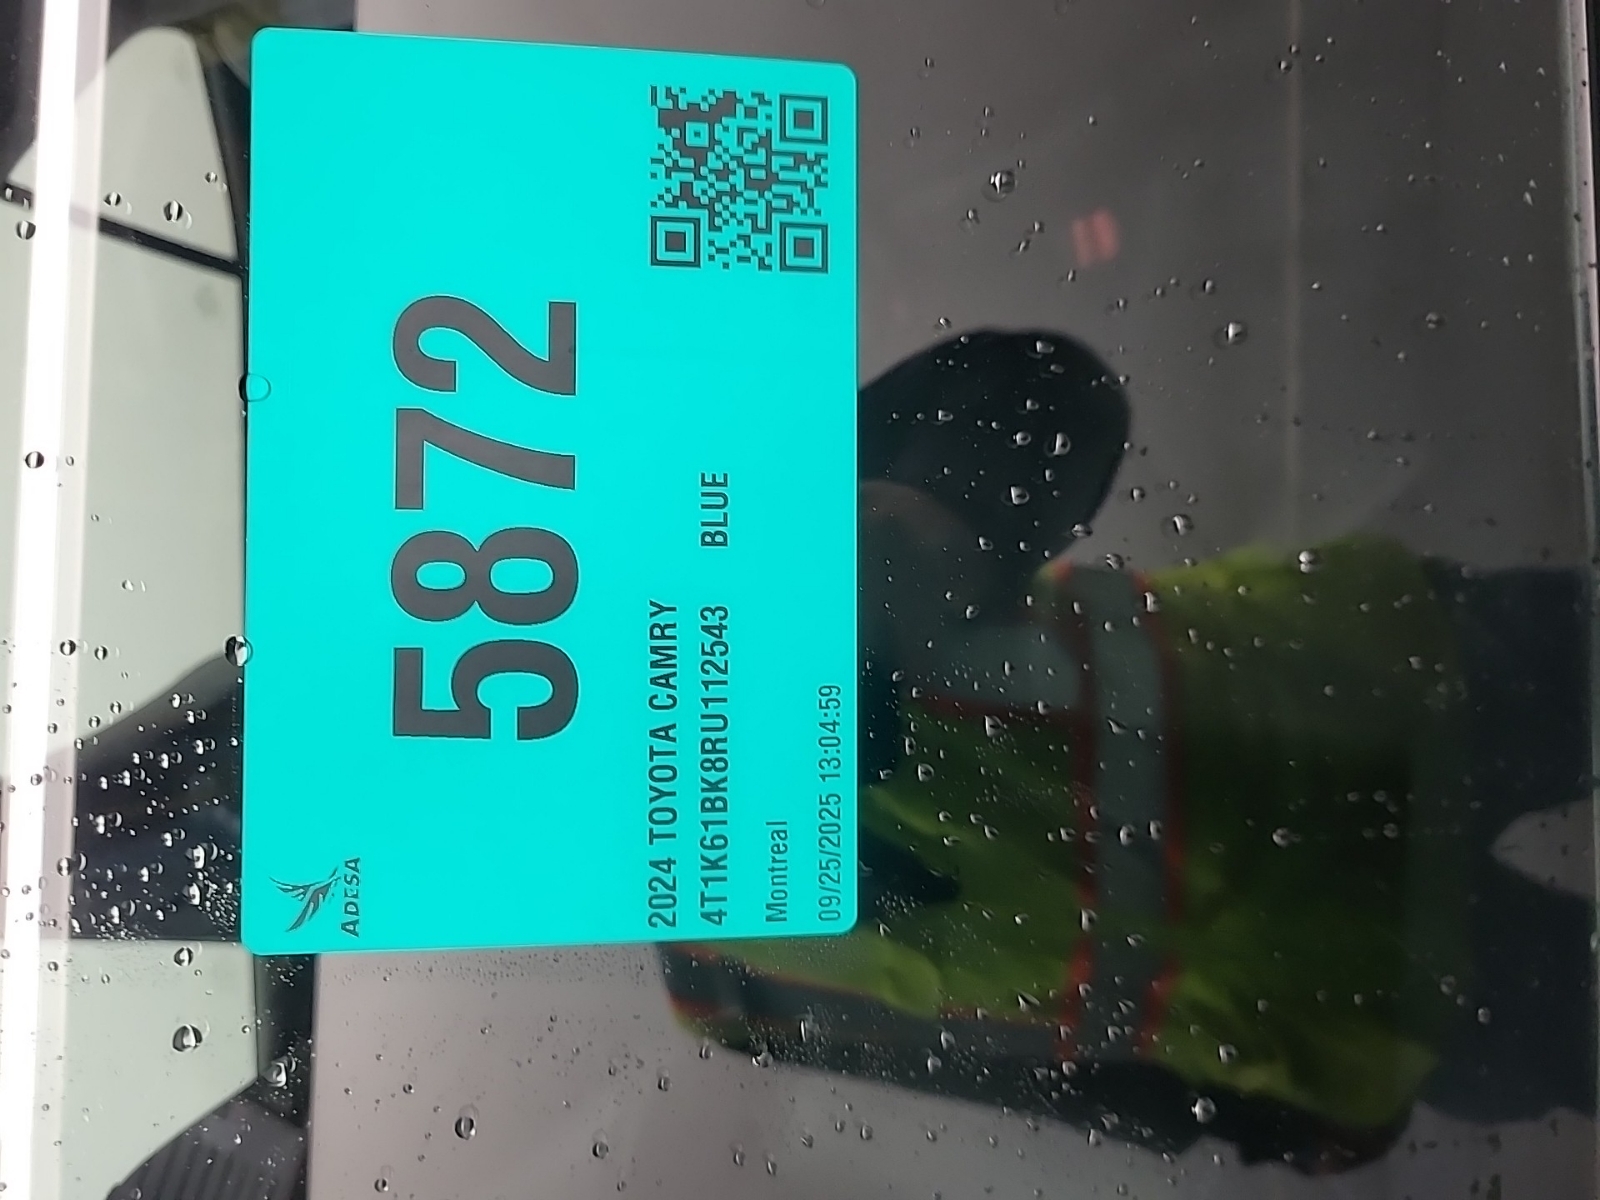 ADESA
5872
2024 TOYOTA CAMRY
4T1K61BK8RU112543 BLUE
Montreal
09/25/2025 13:04:59